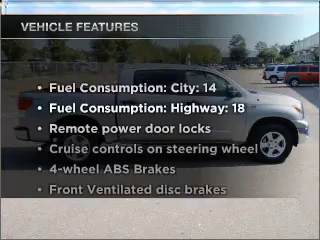 VEHICLE FEATURES
• Fuel Consumption: City: 14
• Fuel Consumption: Highway: 18
• Remote power door locks
• Cruise controls on steering wheel
• 4-wheel ABS Brakes
• Front Ventilated disc brakes